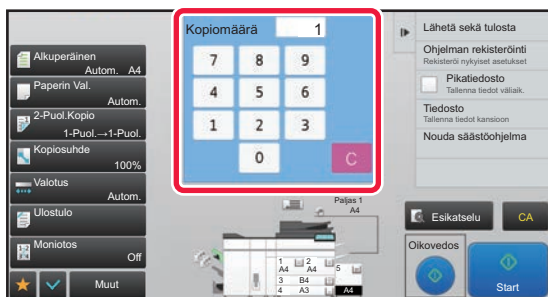 Alkuperäinen
Autom. A4
Paperin Val.
Autom.
2-Puol.Kopio
1-Puol.→1-Puol.
Kopiosuhde
100%
Valotus
Autom.
Ulostulo
Moniotos
Off
Muut
Kopiomäärä 1
7 8 9
4 5 6
1 2 3
0 C
Paljas 1
A4
1 A4
2 A4
5
3 B4
4 A3
A4
Lähetä sekä tulosta
Ohjelman rekisteröinti
Rekisteröi nykyiset asetukset
Pikatiedosto
Tallenna tiedot väliaik.
Tiedosto
Tallenna tiedot kansioon
Nouda säästöohjelma
Esikatselu
CA
Oikovedos
Start